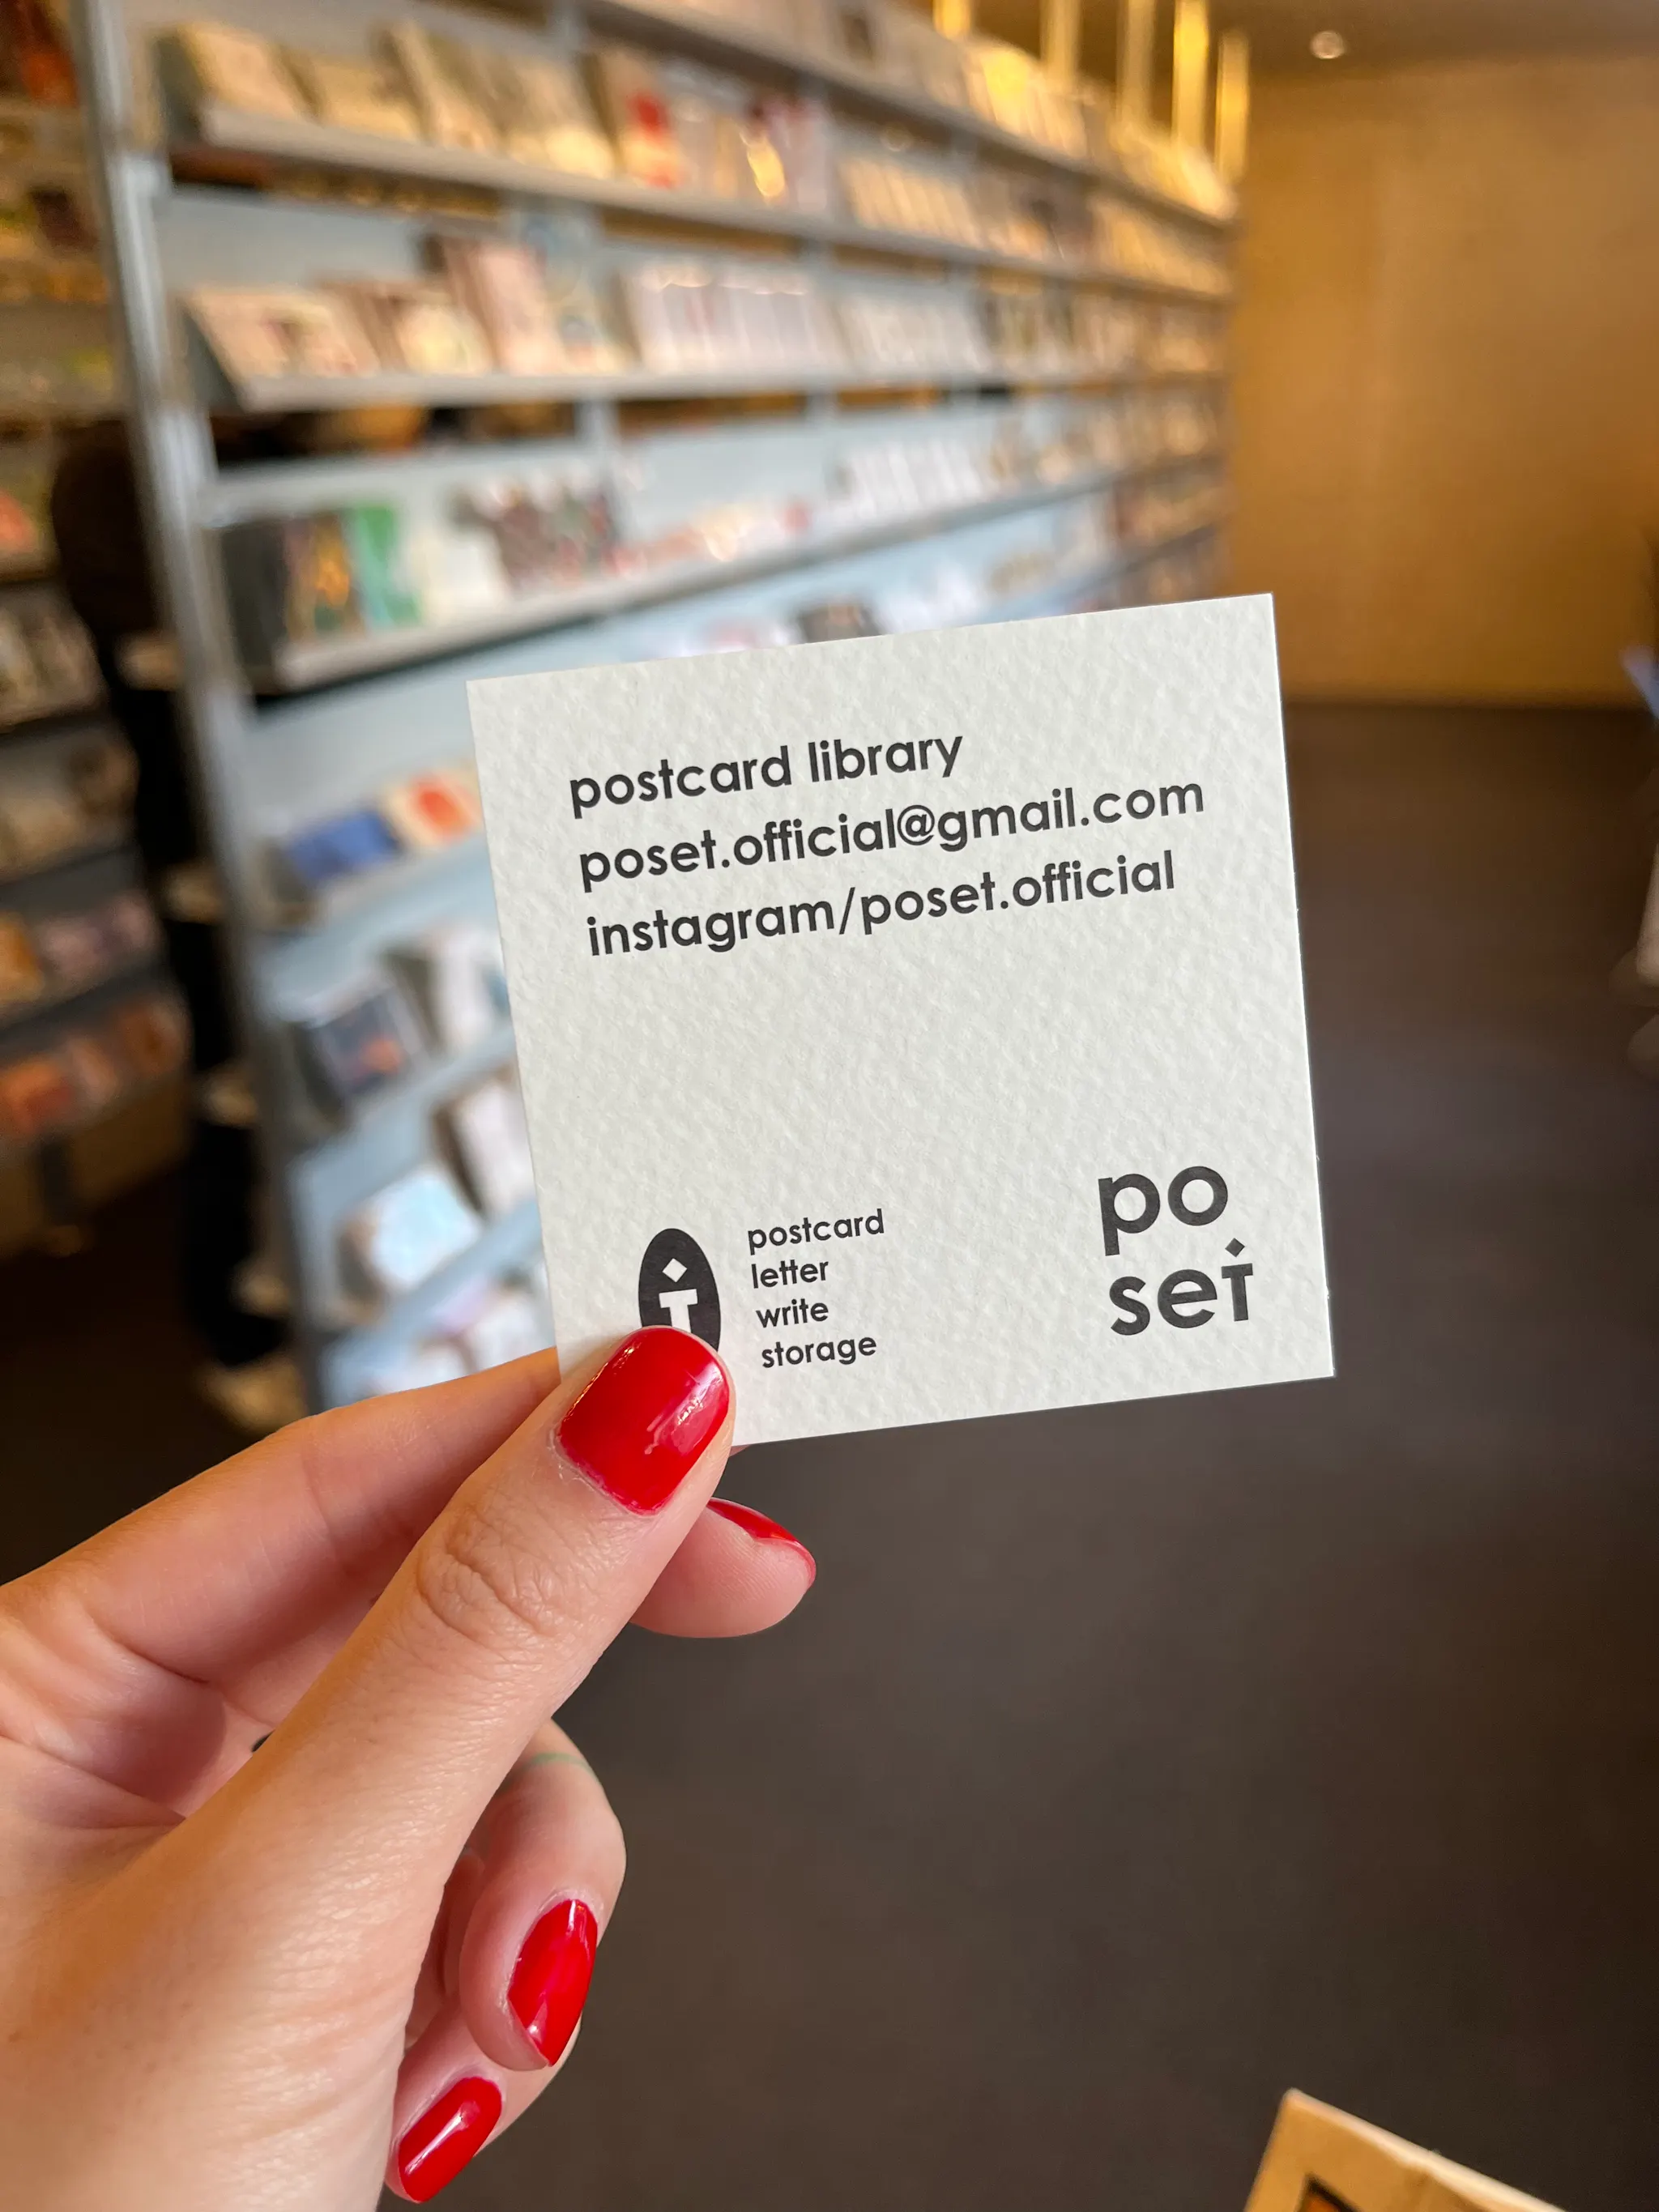 postcard library
poset.official@gmail.com
instagram/poset.official
postcard
letter
write
storage
po
set